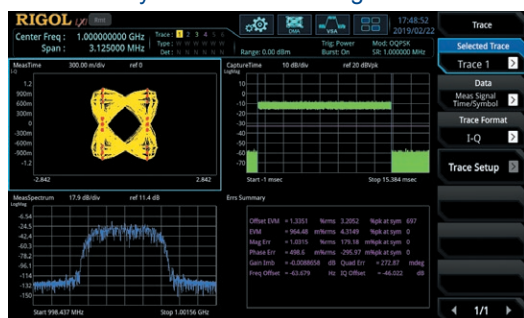 RIGOL
RMT
17:48:52
2019/02/22
Center Freq : 1.000000000 GHz
Span : 3.125000 MHz
Trace : 1 2 3 4 5 6
Type : W W W W W W
Det : N N N N N N
DMA
VSA
Range: 0.00 dBm
Trig: Power
Burst: On
Mod: OQPSK
SR: 1.000000 MHz
MeasTime 300.00 m/div ref 0
I-Q
1.2
900m
600m
300m
0
-300m
-600m
-900m
-1.2
-2.842
2.842
CaptureTime 10 dB/div ref 20 dBVpk
LogMag
10
0
-10
-20
-30
-40
-50
-60
-70
Start -1 msec
Stop 15.384 msec
MeasSpectrum 17.9 dB/div ref 11.4 dB
LogMag
-6.54
-24.5
-42.4
-60.3
-78.2
-96.1
-114
-132
-150
Start 998.437 MHz
Stop 1.00156 GHz
Errs Summary
Offset EVM = 1.3351 %rms 3.2052 %pk at sym 697
EVM = 964.48 m%rms 4.3149 %pk at sym 0
Mag Err = 1.0315 %rms 179.18 m%pk at sym 0
Phase Err = 498.6 m%rms -295.97 m%pk at sym 0
Gain Imb = -0.0088658 dB Quad Err = 272.87 mdeg
Freq Offset = -63.679 Hz IQ Offset = -46.022 dB
Trace
Selected Trace
Trace 1
Data
Meas Signal
Time/Symbol
Trace Format
I-Q
Trace Setup
1/1